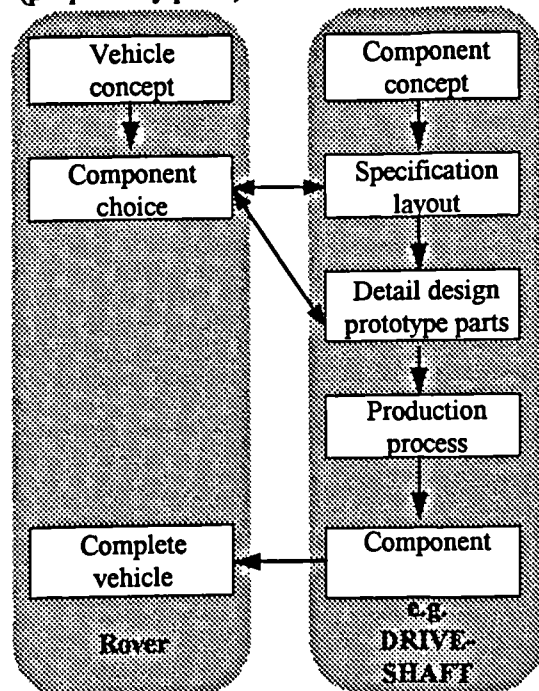 Vehicle
concept
Component
choice
Complete
vehicle
Rover
Component
concept
Specification
layout
Detail design
prototype parts
Production
process
Component
e.g.
DRIVE-
SHAFT